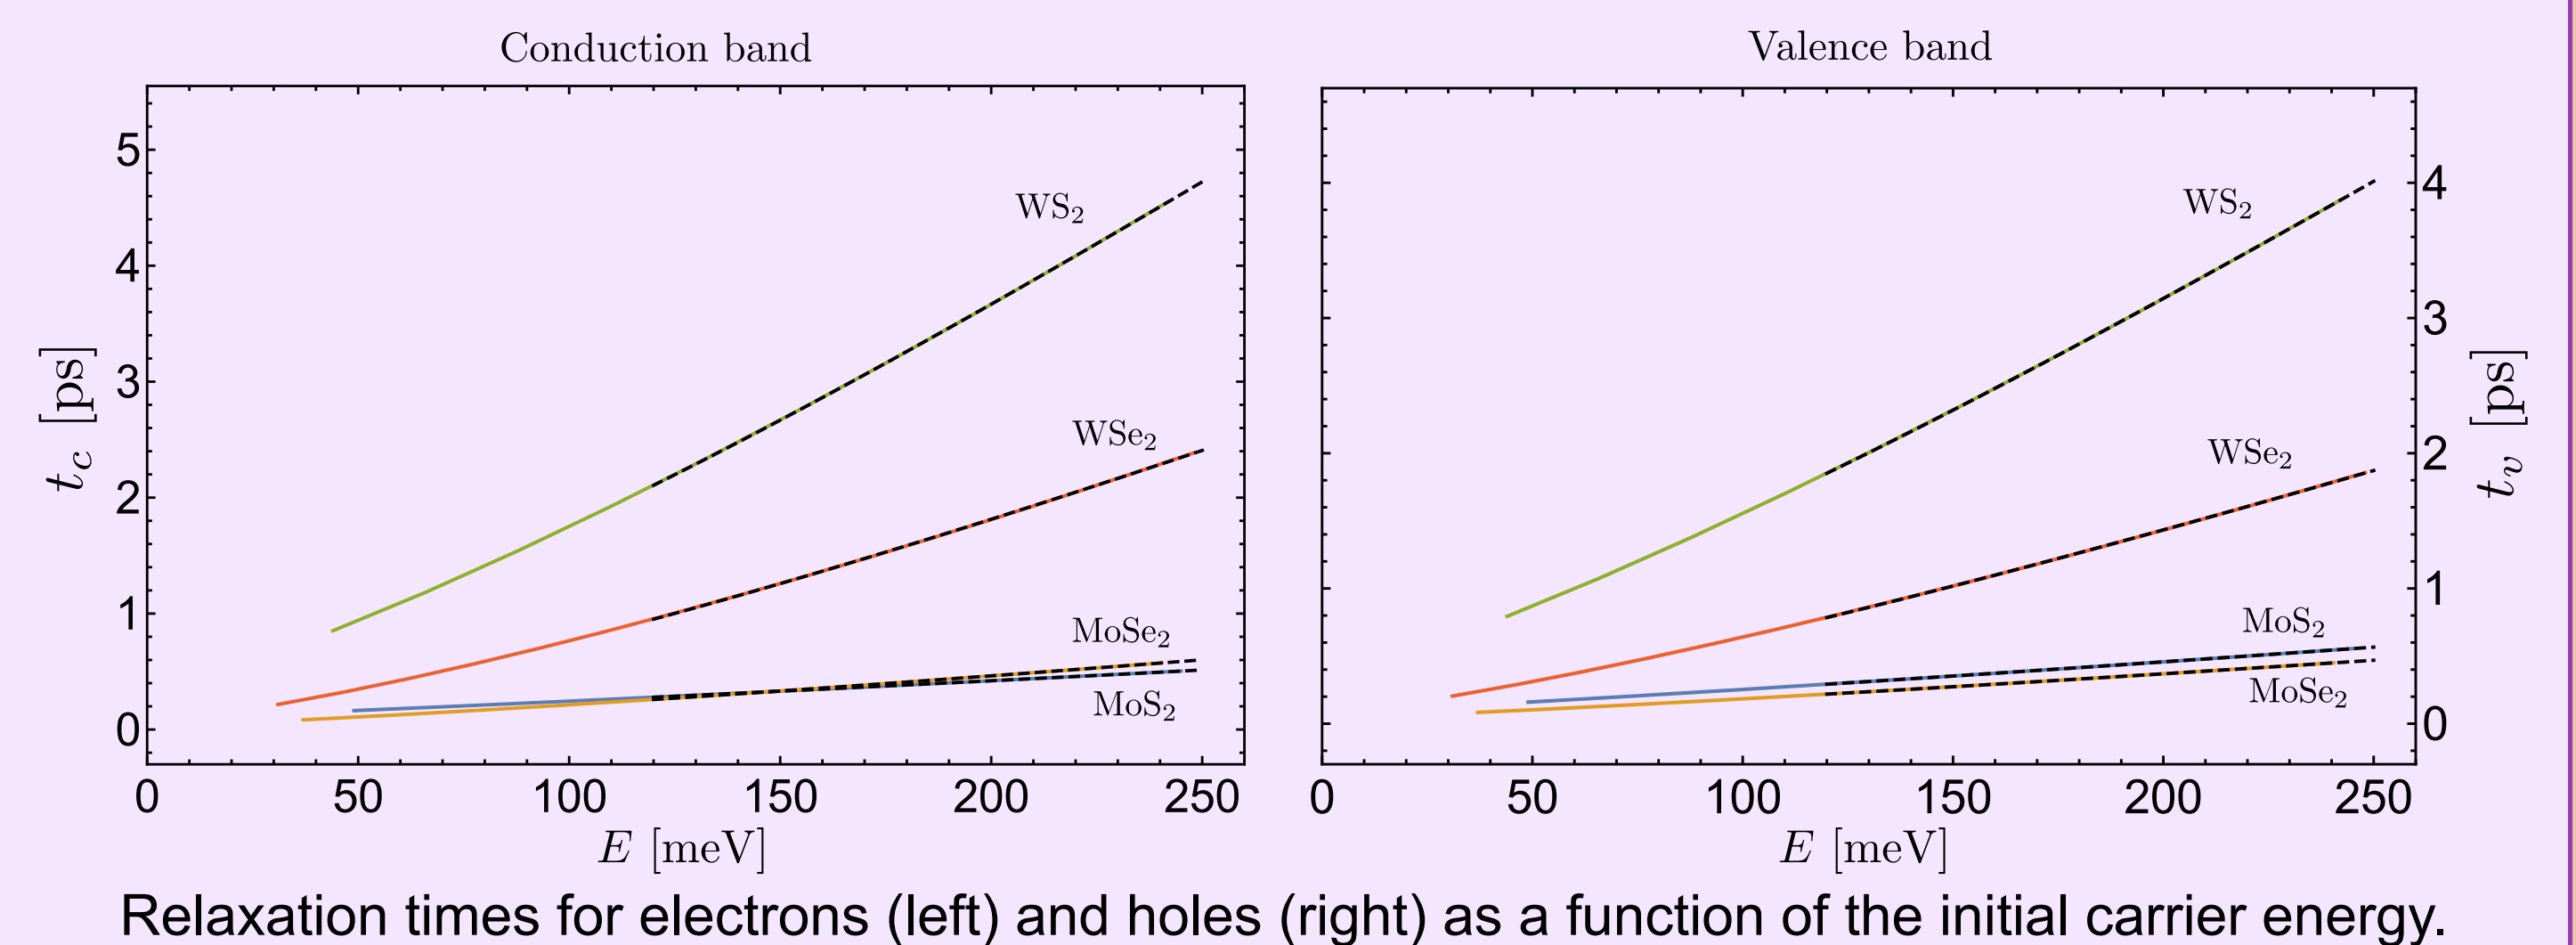 Conduction band
5
4
3
2
1
0
t_c [ps]
WS₂
WSe₂
MoSe₂
MoS₂
0 50 100 150 200 250
E [meV]
Valence band
WS₂
WSe₂
MoS₂
MoSe₂
4
3
2
1
0
t_v [ps]
0 50 100 150 200 250
E [meV]
Relaxation times for electrons (left) and holes (right) as a function of the initial carrier energy.